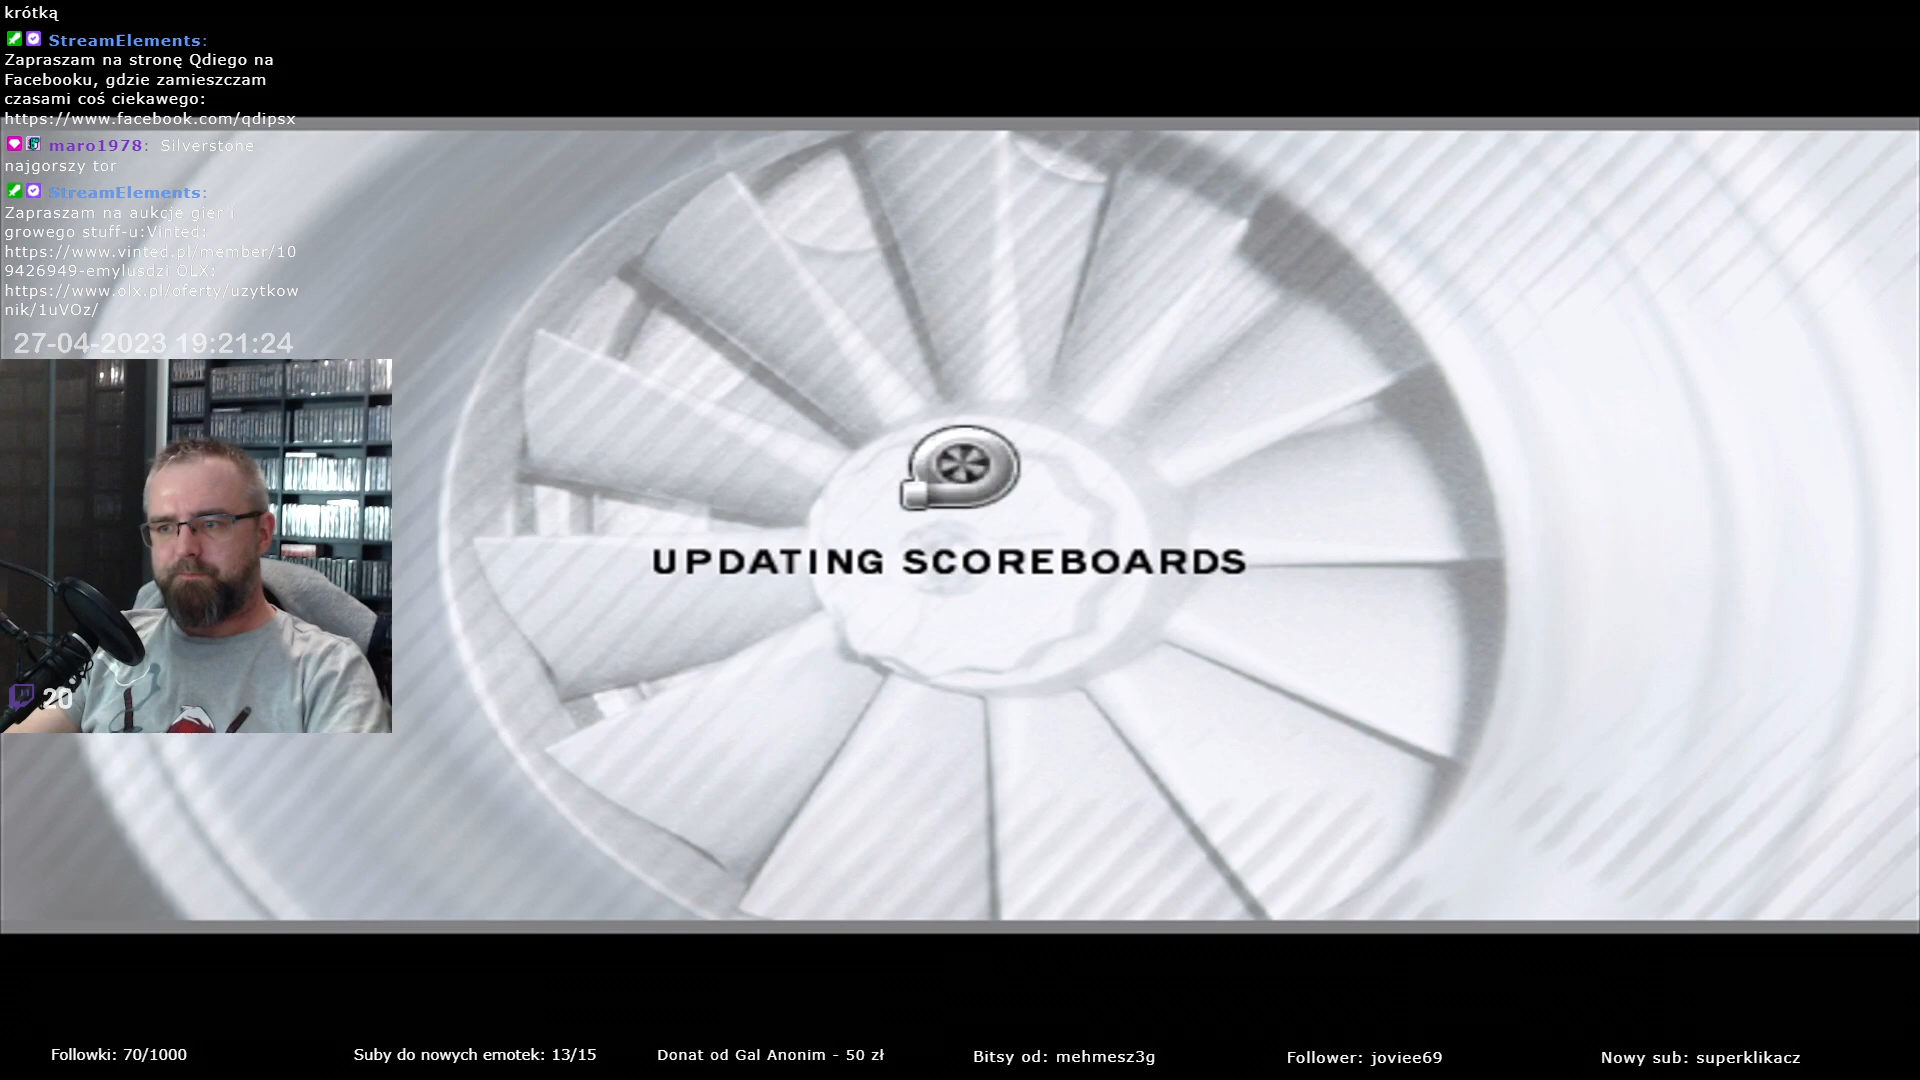 krótką
StreamElements:
Zapraszam na stronę Qdiego na
Facebooku, gdzie zamieszczam
czasami coś ciekawego:
https://www.facebook.com/qdipsx
maro1978: Silverstone
najgorszy tor
StreamElements:
Zapraszam na aukcje gier i
growego stuff-u:Vinted:
https://www.vinted.pl/member/10
9426949-emylusdzi OLX:
https://www.olx.pl/oferty/uzytkow
nik/1uVOz/
27-04-2023 19:21:24
20
UPDATING SCOREBOARDS
Followki: 70/1000
Suby do nowych emotek: 13/15
Donat od Gal Anonim - 50 zł
Bitsy od: mehmesz3g
Follower: joviee69
Nowy sub: superklikacz